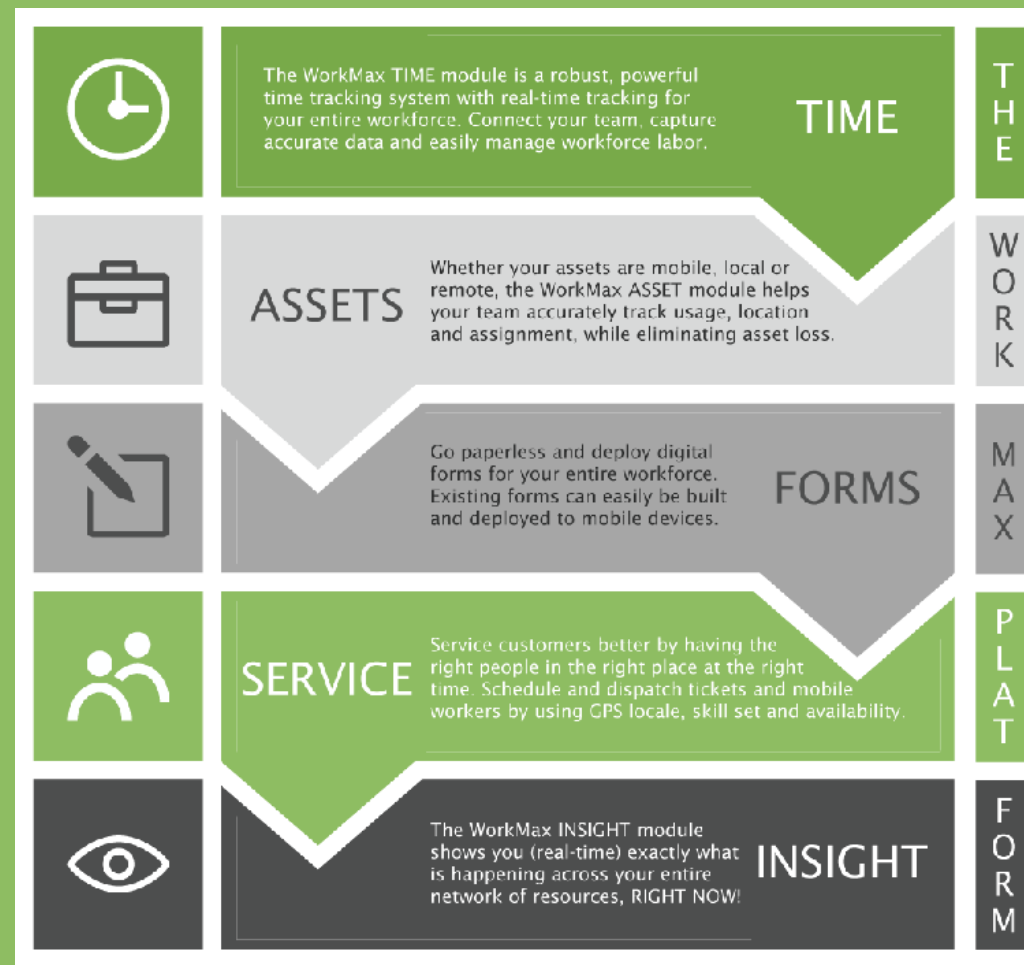 The WorkMax TIME module is a robust, powerful
time tracking system with real-time tracking for
your entire workforce. Connect your team, capture
accurate data and easily manage workforce labor.
TIME
ASSETS
Whether your assets are mobile, local or
remote, the WorkMax ASSET module helps
your team accurately track usage, location
and assignment, while eliminating asset loss.
Go paperless and deploy digital
forms for your entire workforce.
Existing forms can easily be built
and deployed to mobile devices.
FORMS
SERVICE
Service customers better by having the
right people in the right place at the right
time. Schedule and dispatch tickets and mobile
workers by using GPS locale, skill set and availability.
The WorkMax INSIGHT module
shows you (real-time) exactly what
is happening across your entire
network of resources, RIGHT NOW!
INSIGHT
THE
WORK
MAX
PLAT
FORM